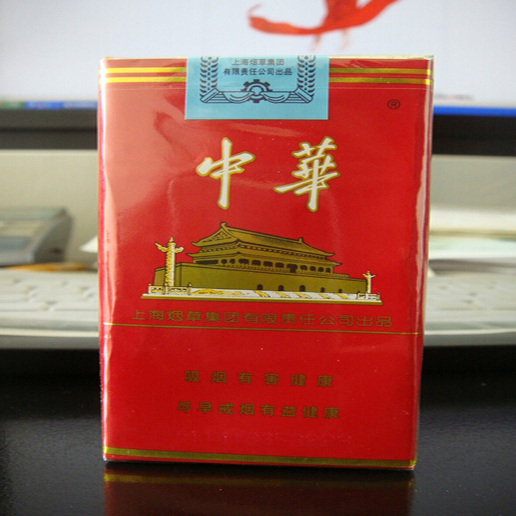 上海烟草集团
有限责任公司出品
®
中華
上海烟草集团有限责任公司出品
吸烟有害健康
尽早戒烟有益健康